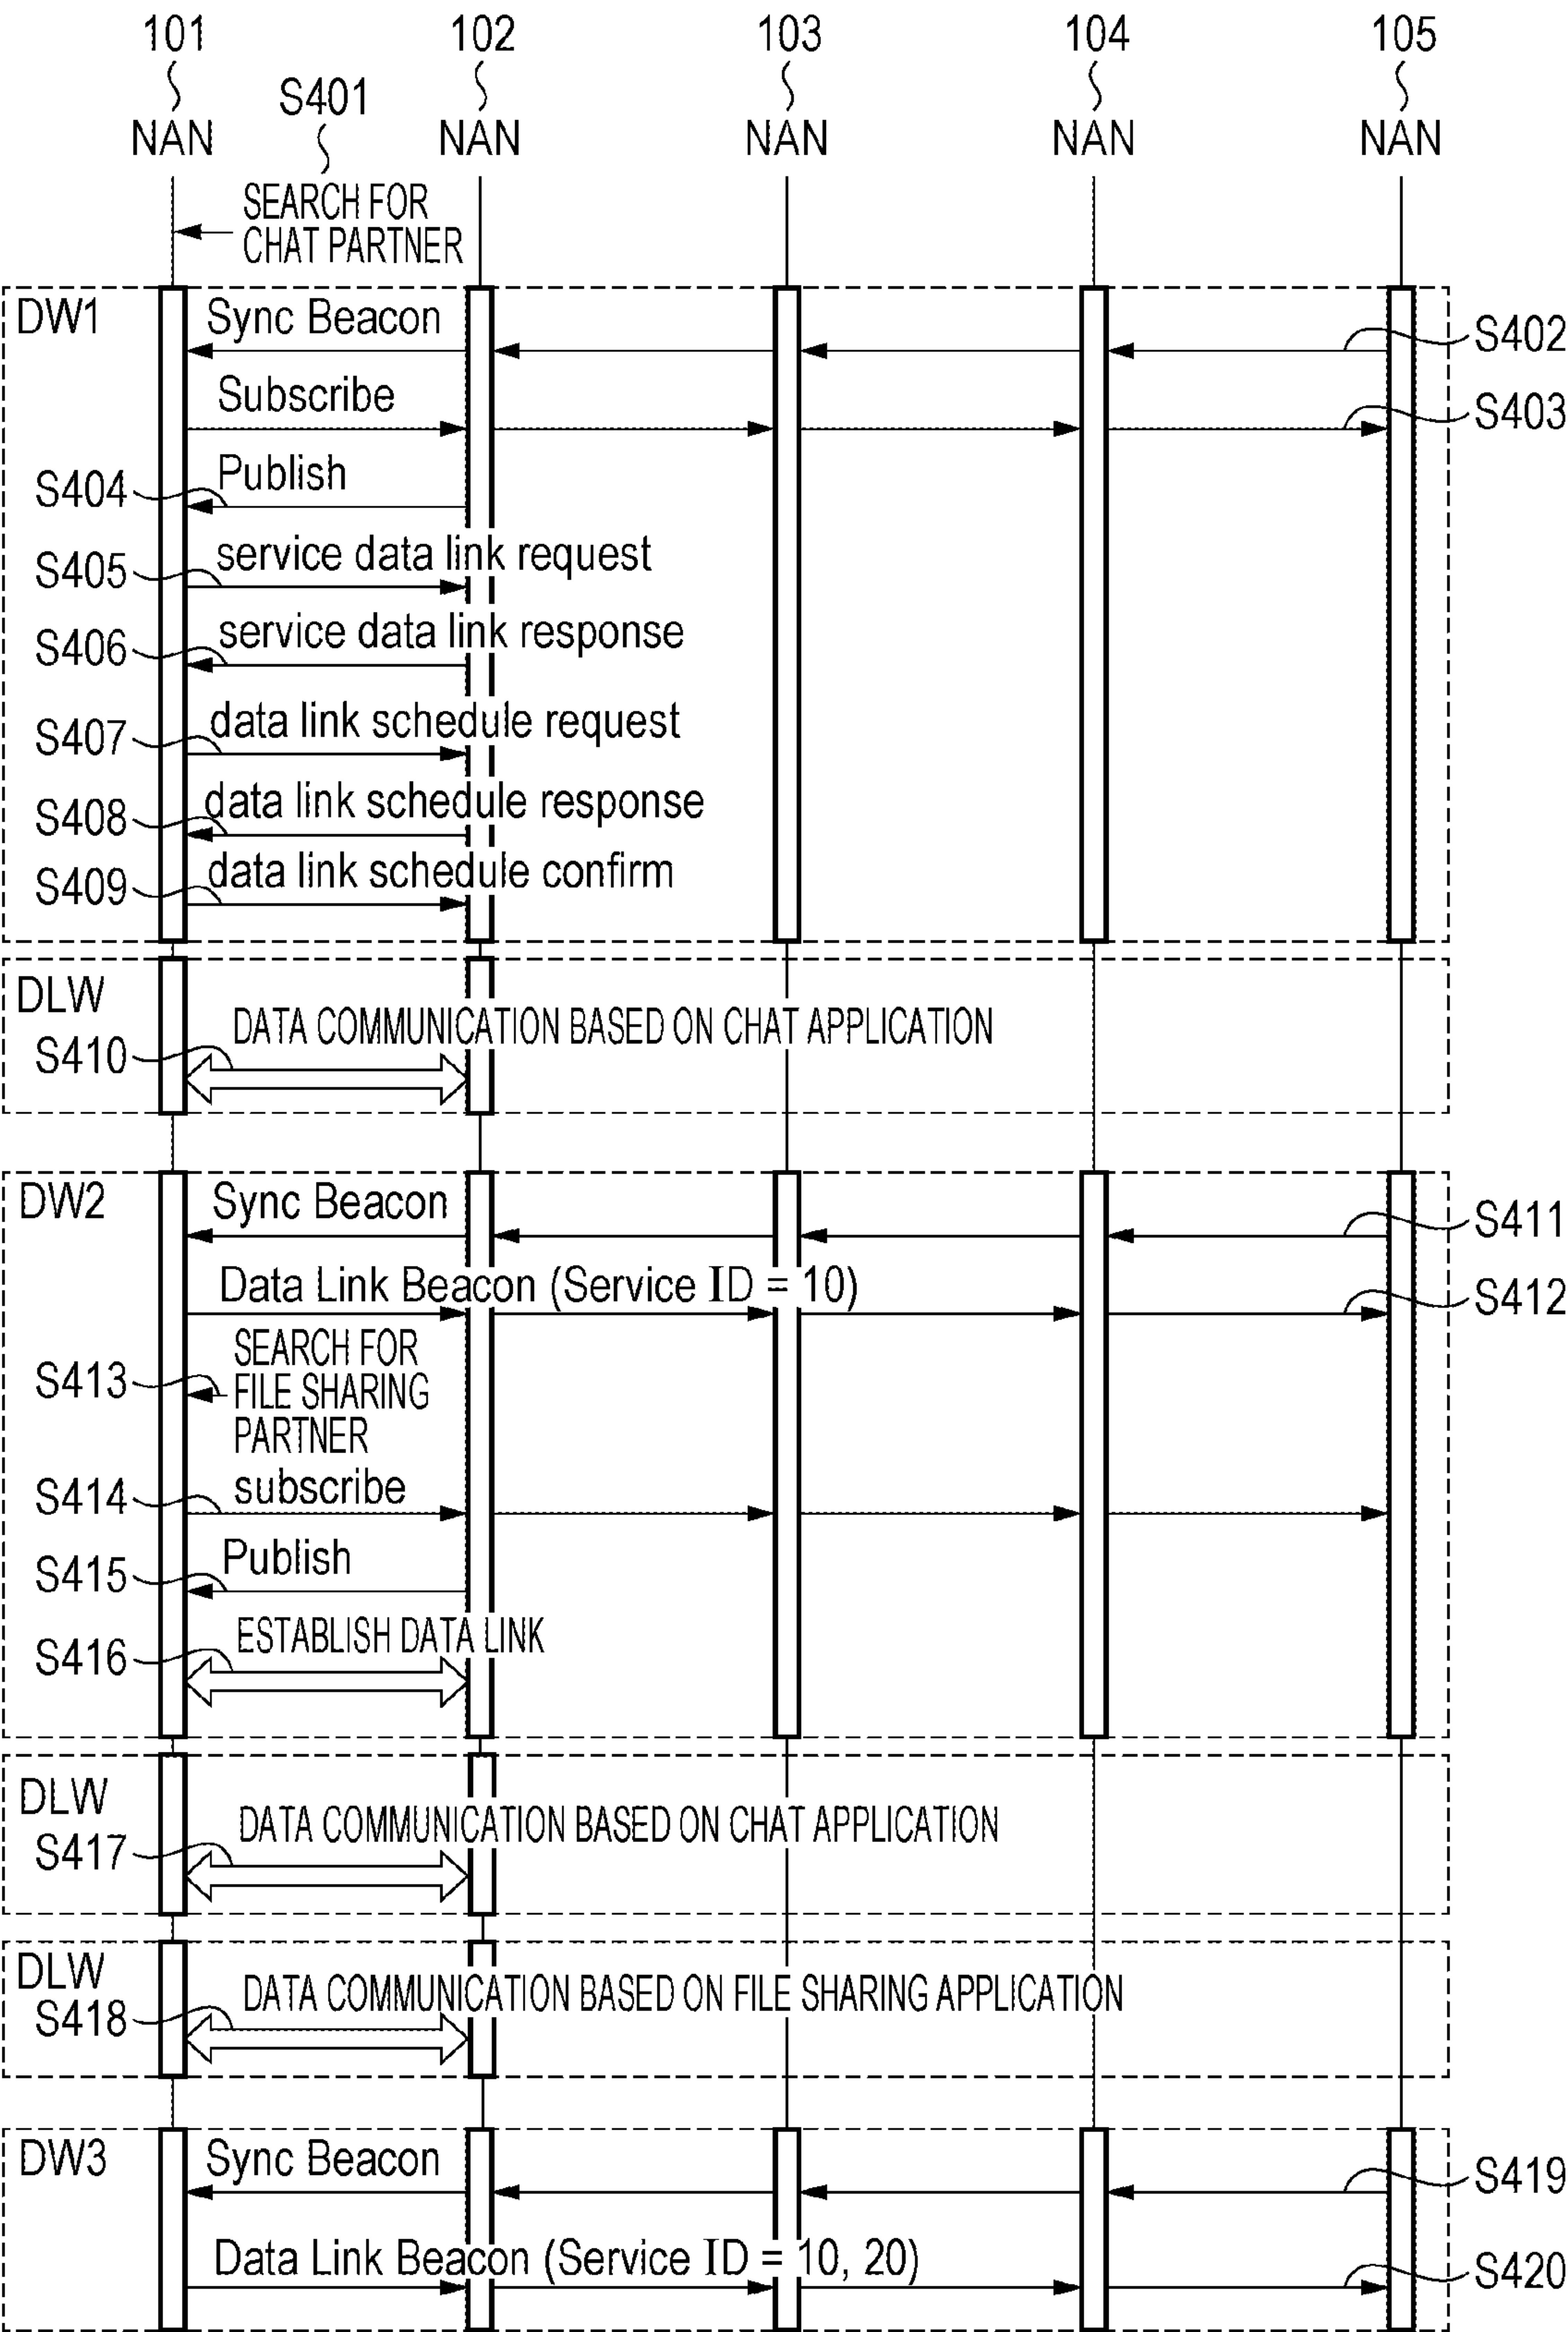 101 102 103 104 105
S401
NAN NAN NAN NAN NAN
SEARCH FOR
CHAT PARTNER
DW1
Sync Beacon
S402
Subscribe
S403
Publish
S404
service data link request
S405
service data link response
S406
data link schedule request
S407
data link schedule response
S408
data link schedule confirm
S409
DLW
DATA COMMUNICATION BASED ON CHAT APPLICATION
S410
DW2
Sync Beacon
S411
Data Link Beacon (Service ID = 10)
S412
SEARCH FOR
S413
FILE SHARING
PARTNER
subscribe
S414
Publish
S415
ESTABLISH DATA LINK
S416
DLW
DATA COMMUNICATION BASED ON CHAT APPLICATION
S417
DLW
DATA COMMUNICATION BASED ON FILE SHARING APPLICATION
S418
DW3
Sync Beacon
S419
Data Link Beacon (Service ID = 10, 20)
S420